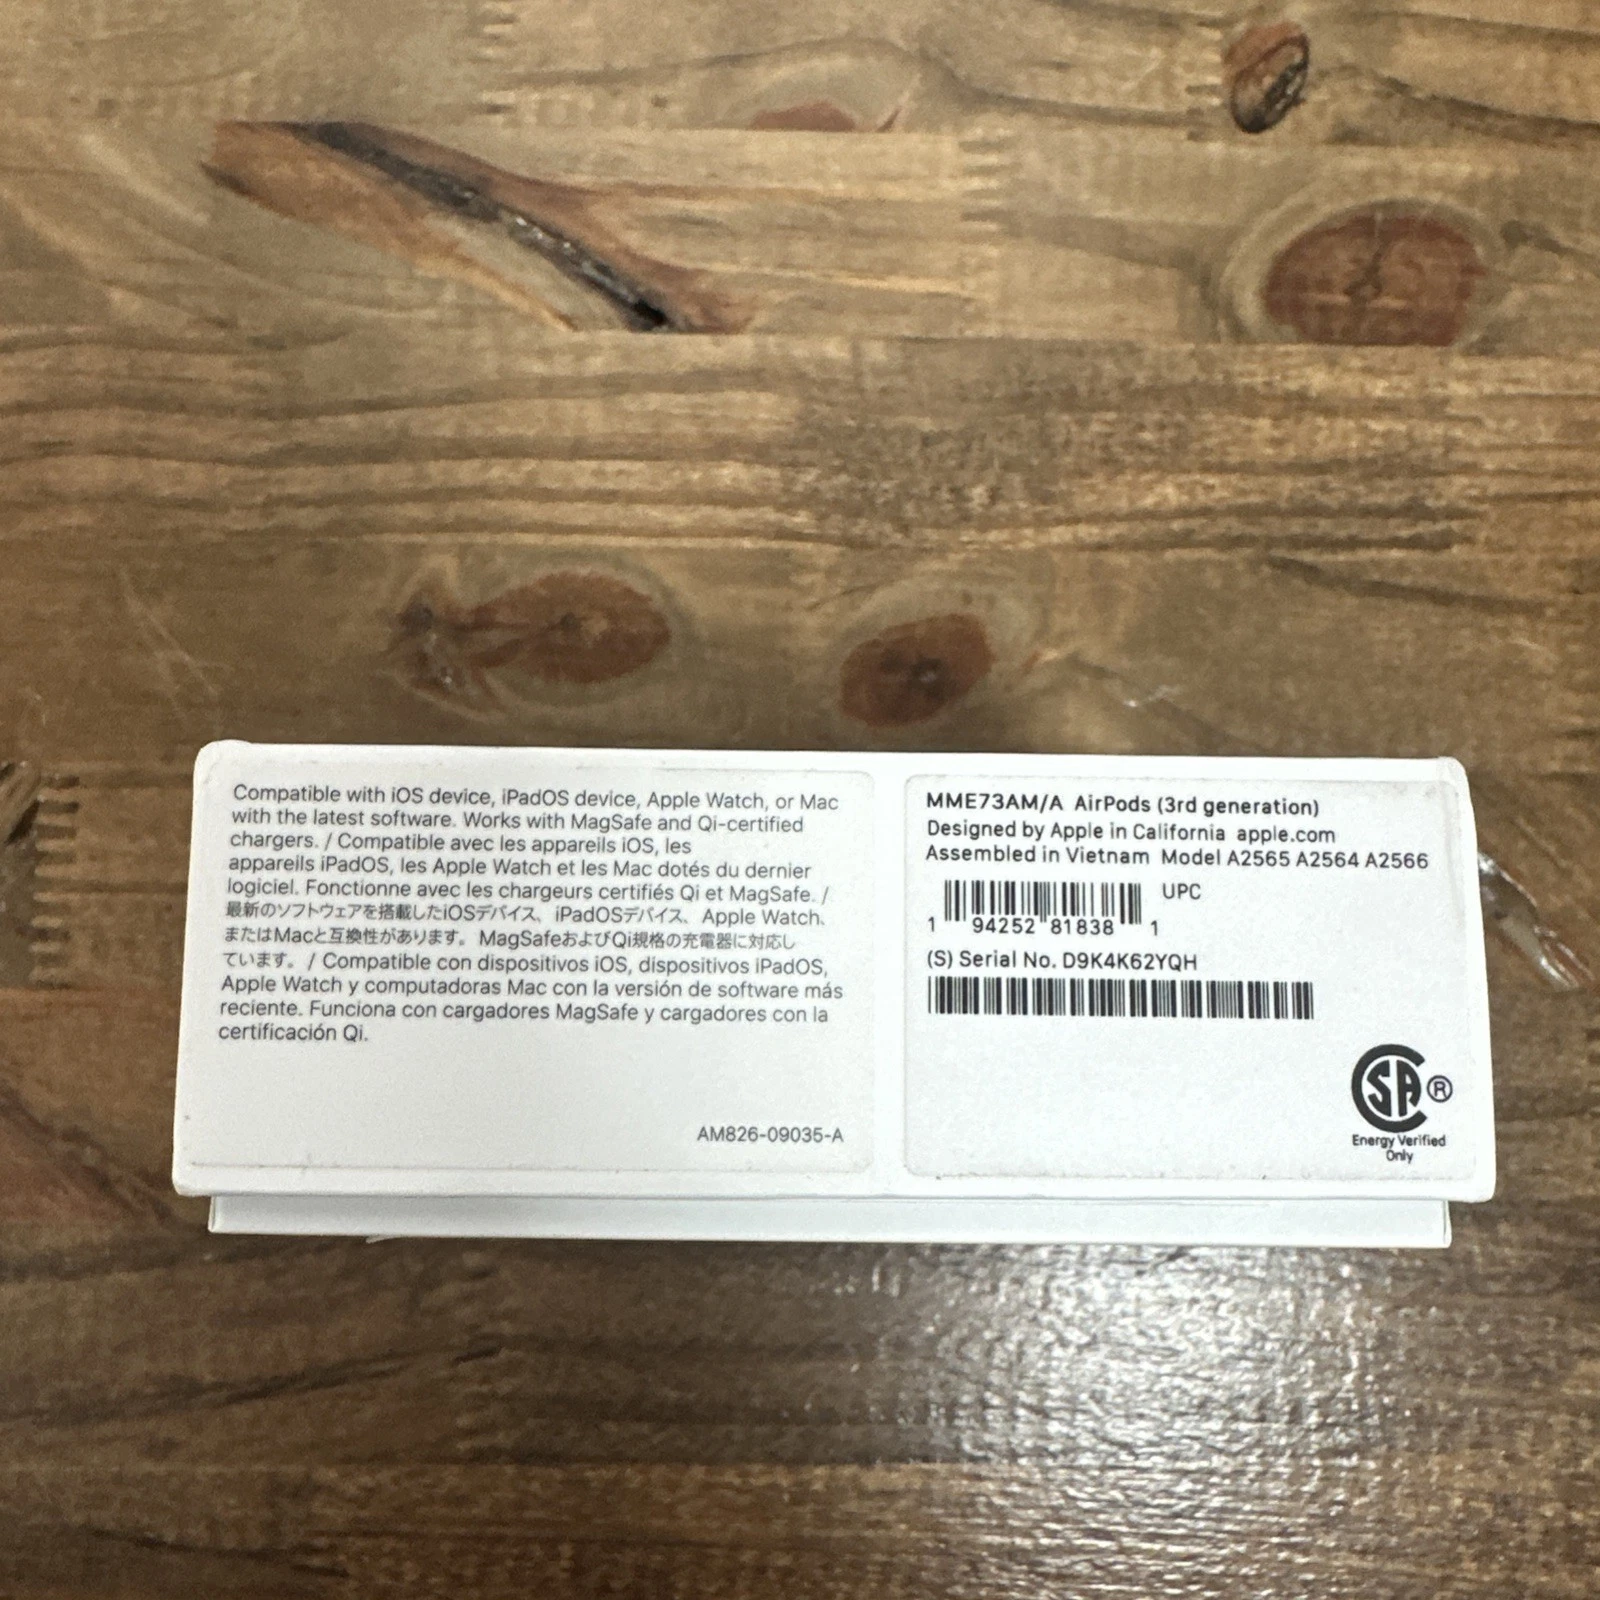 Compatible with iOS device, iPadOS device, Apple Watch, or Mac
with the latest software. Works with MagSafe and Qi-certified
chargers. / Compatible avec les appareils iOS, les
appareils iPadOS, les Apple Watch et les Mac dotés du dernier
logiciel. Fonctionne avec les chargeurs certifiés Qi et MagSafe. /
最新のソフトウェアを搭載したiOSデバイス、iPadOSデバイス、Apple Watch、
またはMacと互換性があります。MagSafeおよびQi規格の充電器に対応し
ています。/ Compatible con dispositivos iOS, dispositivos iPadOS,
Apple Watch y computadoras Mac con la versión de software más
reciente. Funciona con cargadores MagSafe y cargadores con la
certificación Qi.
AM826-09035-A
MME73AM/A AirPods (3rd generation)
Designed by Apple in California apple.com
Assembled in Vietnam Model A2565 A2564 A2566
UPC
1 94252 81838 1
(S) Serial No. D9K4K62YQH
CSA ®
Energy Verified
Only